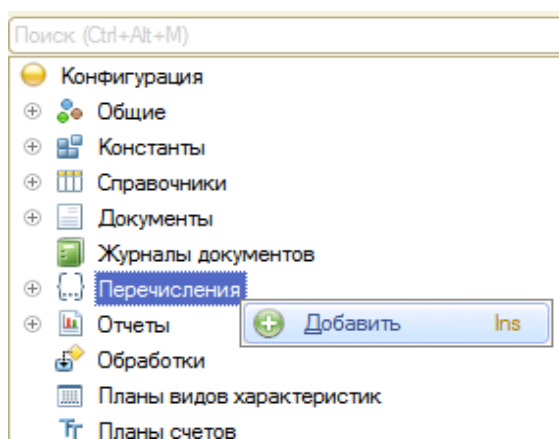 Поиск (Ctrl+Alt+M)
Конфигурация
Общие
Константы
Справочники
Документы
Журналы документов
Перечисления
Добавить Ins
Отчеты
Обработки
Планы видов характеристик
Планы счетов